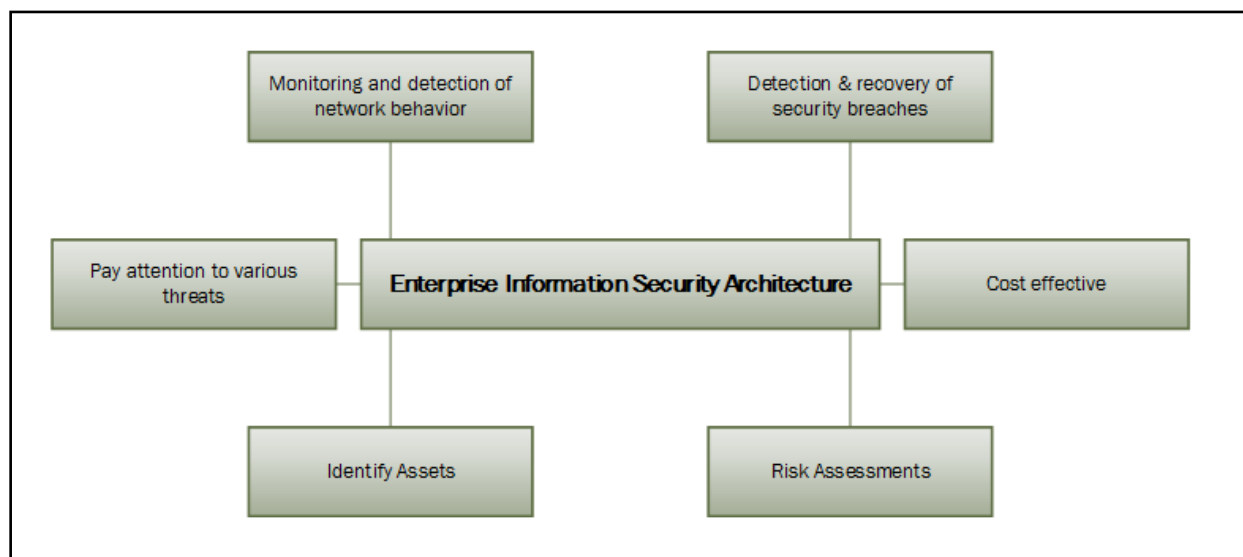 Monitoring and detection of
network behavior
Detection & recovery of
security breaches
Pay attention to various
threats
Enterprise Information Security Architecture
Cost effective
Identify Assets
Risk Assessments